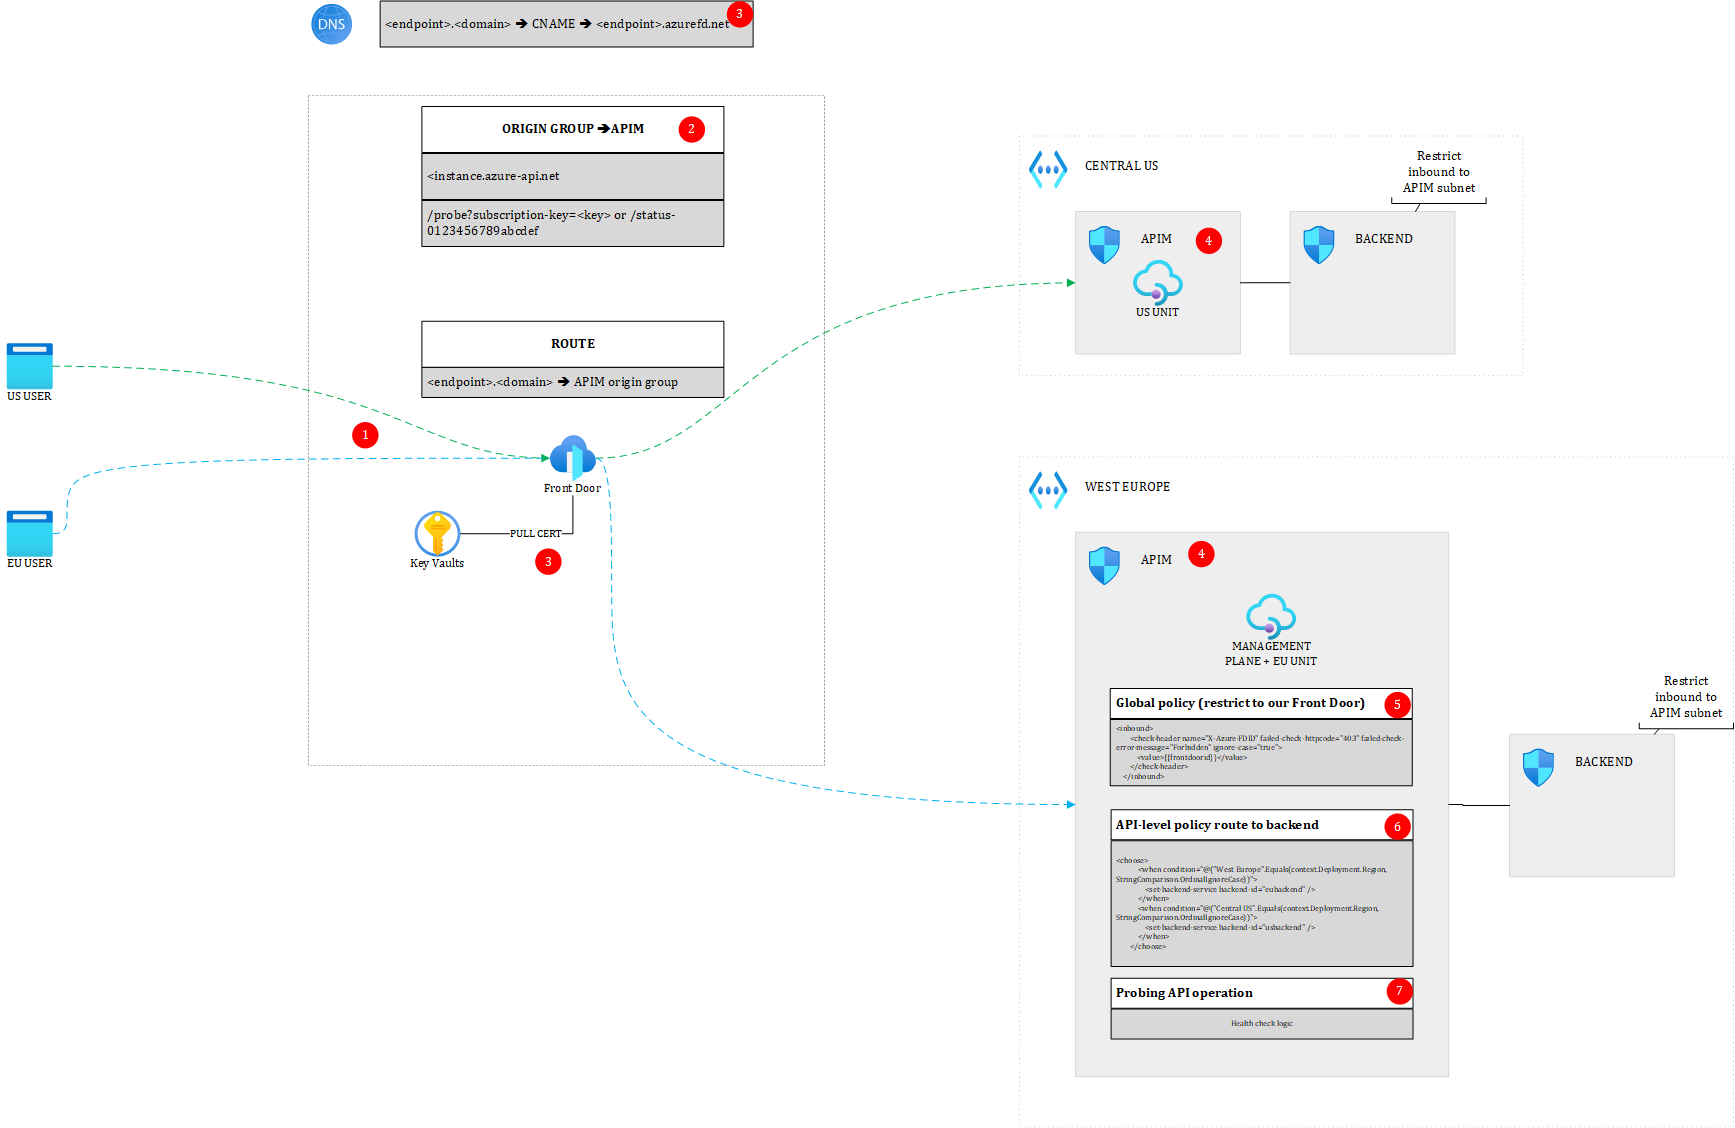 DNS
<endpoint>.<domain> ➔ CNAME ➔ <endpoint>.azurefd.net
3
ORIGIN GROUP ➔APIM
2
<instance.azure-api.net
/probe?subscription-key=<key> or /status-
0123456789abcdef
ROUTE
<endpoint>.<domain> ➔ APIM origin group
US USER
1
EU USER
Front Door
PULL CERT
Key Vaults
3
CENTRAL US
Restrict
inbound to
APIM subnet
APIM
4
US UNIT
BACKEND
WEST EUROPE
APIM
4
MANAGEMENT
PLANE + EU UNIT
Global policy (restrict to our Front Door)
5
<inbound>
<check-header name="X-Azure-FDID" failed-check-httpcode="403" failed-check-
error-message="Forbidden" ignore-case="true">
<value>{{frontdoorid}}</value>
</check-header>
</inbound>
API-level policy route to backend
6
<choose>
<when condition="@("West Europe".Equals(context.Deployment.Region,
StringComparison.OrdinalIgnoreCase))">
<set-backend-service backend-id="eubackend" />
</when>
<when condition="@("Central US".Equals(context.Deployment.Region,
StringComparison.OrdinalIgnoreCase))">
<set-backend-service backend-id="usbackend" />
</when>
</choose>
Probing API operation
7
Health check logic
Restrict
inbound to
APIM subnet
BACKEND